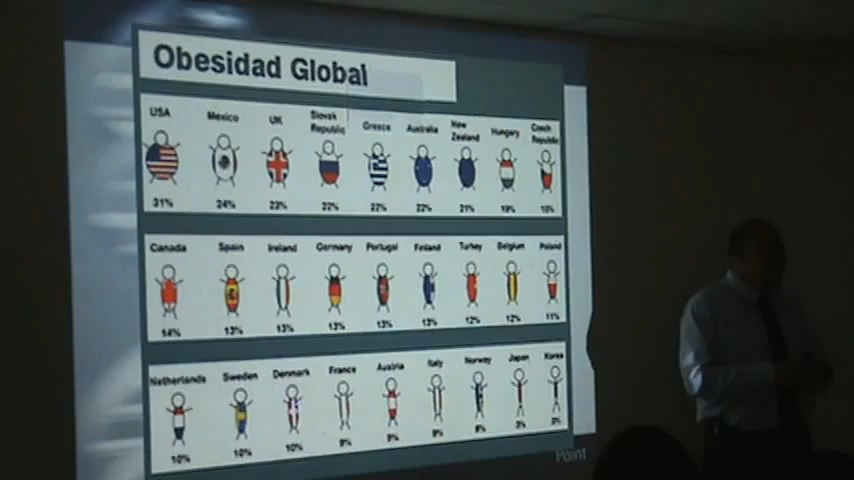 Obesidad Global
USA Mexico UK Slovak Republic Greece Australia New Zealand Hungary Czech Republic
31% 24% 23% 22% 22% 22% 21% 19% 15%
Canada Spain Ireland Germany Portugal Finland Turkey Belgium Poland
14% 13% 13% 13% 13% 13% 12% 12% 11%
Netherlands Sweden Denmark France Austria Italy Norway Japan Korea
10% 10% 10% 9% 9% 9% 8% 3% 3%
Point